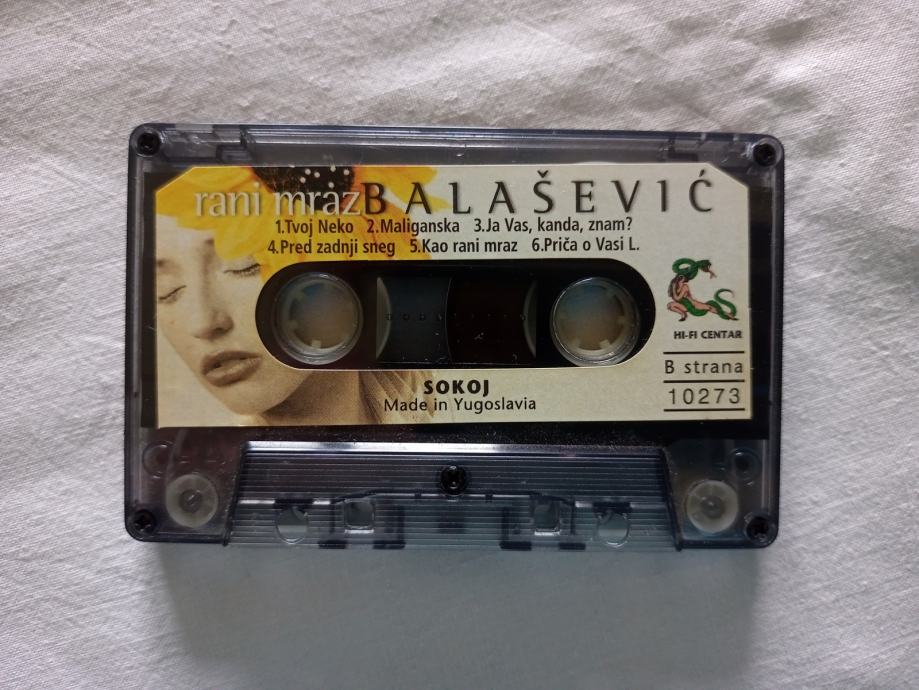 rani mraz BALAŠEVIĆ
1.Tvoj Neko 2.Maliganska 3.Ja Vas, kanda, znam?
4.Pred zadnji sneg 5.Kao rani mraz 6.Priča o Vasi L.
HI-FI CENTAR
B strana
10273
SOKOJ
Made in Yugoslavia